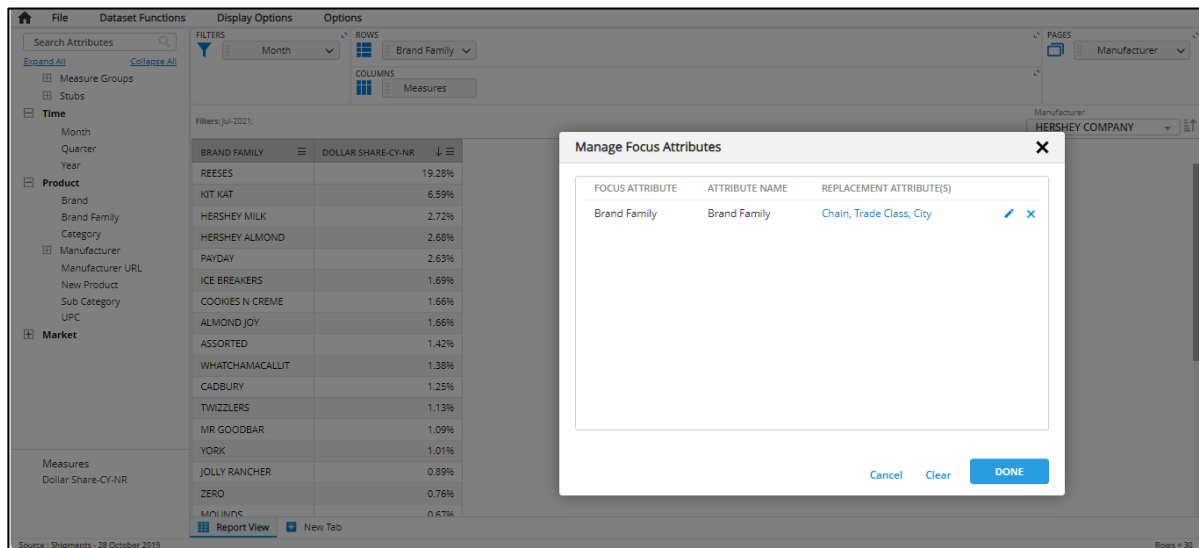 File Dataset Functions Display Options Options
Search Attributes
Expand All Collapse All
Measure Groups
Stubs
Time
Month
Quarter
Year
Product
Brand
Brand Family
Category
Manufacturer
Manufacturer URL
New Product
Sub Category
UPC
Market
Measures
Dollar Share-CY-NR
FILTERS
Month
ROWS
Brand Family
COLUMNS
Measures
PAGES
Manufacturer
Filters: Jul-2021;
Manufacturer
HERSHEY COMPANY
BRAND FAMILY DOLLAR SHARE-CY-NR
REESES 19.28%
KIT KAT 6.59%
HERSHEY MILK 2.72%
HERSHEY ALMOND 2.68%
PAYDAY 2.63%
ICE BREAKERS 1.69%
COOKIES N CREME 1.66%
ALMOND JOY 1.66%
ASSORTED 1.42%
WHATCHAMACALLIT 1.38%
CADBURY 1.25%
TWIZZLERS 1.13%
MR GOODBAR 1.09%
YORK 1.01%
JOLLY RANCHER 0.89%
ZERO 0.76%
MOUNDS 0.67%
Manage Focus Attributes
FOCUS ATTRIBUTE ATTRIBUTE NAME REPLACEMENT ATTRIBUTE(S)
Brand Family Brand Family Chain, Trade Class, City
Cancel Clear DONE
Report View New Tab
Source : Shipments - 28 October 2019 Rows = 30